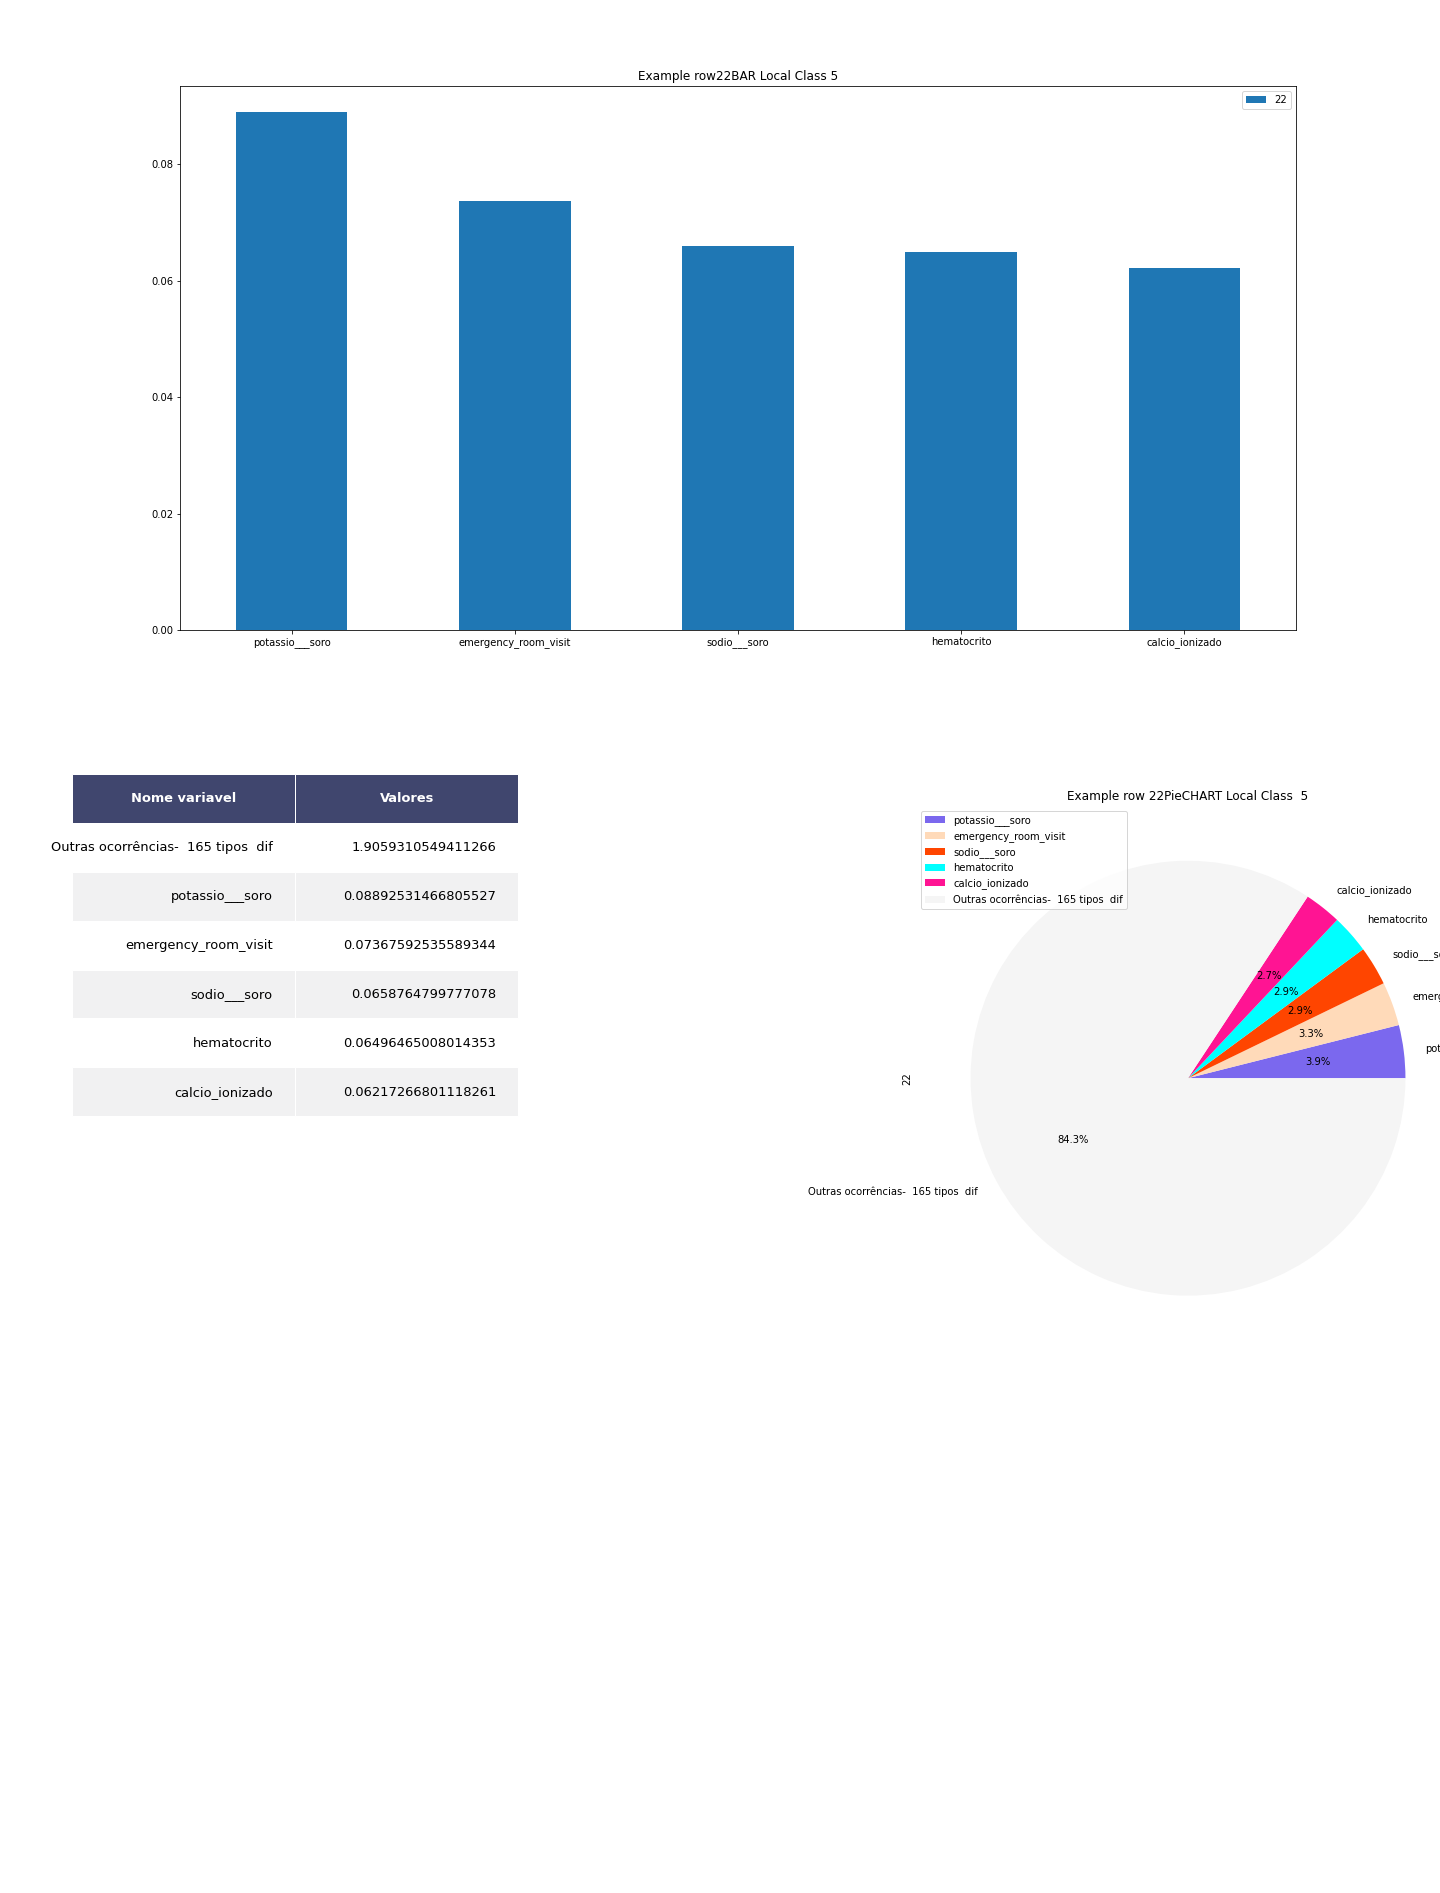 Example row22BAR Local Class 5
22
0.08
0.06
0.04
0.02
0.00
potassio___soro
emergency_room_visit
sodio___soro
hematocrito
calcio_ionizado
Nome variavel Valores
Outras ocorrências-  165 tipos  dif 1.9059310549411266
potassio___soro 0.08892531466805527
emergency_room_visit 0.07367592535589344
sodio___soro 0.0658764799777078
hematocrito 0.06496465008014353
calcio_ionizado 0.06217266801118261
Example row 22PieCHART Local Class  5
potassio___soro
emergency_room_visit
sodio___soro
hematocrito
calcio_ionizado
Outras ocorrências-  165 tipos  dif
calcio_ionizado
hematocrito
sodio___s
emerg
pot
2.7%
2.9%
2.9%
3.3%
3.9%
22
84.3%
Outras ocorrências-  165 tipos  dif